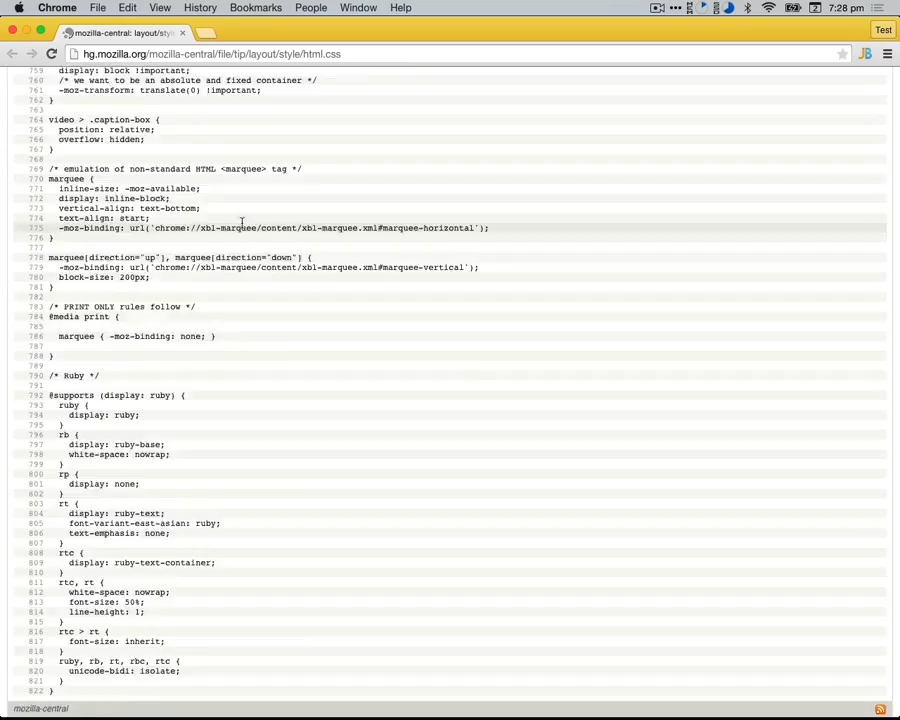 Chrome File Edit View History Bookmarks People Window Help 7:28 pm
mozilla-central: layout/style Test
hg.mozilla.org/mozilla-central/file/tip/layout/style/html.css
759 display: block !important;
760 /* we want to be an absolute and fixed container */
761 -moz-transform: translate(0) !important;
762 }
763
764 video > .caption-box {
765 position: relative;
766 overflow: hidden;
767 }
768
769 /* emulation of non-standard HTML <marquee> tag */
770 marquee {
771 inline-size: -moz-available;
772 display: inline-block;
773 vertical-align: text-bottom;
774 text-align: start;
775 -moz-binding: url('chrome://xbl-marquee/content/xbl-marquee.xml#marquee-horizontal');
776 }
777
778 marquee[direction="up"], marquee[direction="down"] {
779 -moz-binding: url('chrome://xbl-marquee/content/xbl-marquee.xml#marquee-vertical');
780 block-size: 200px;
781 }
782
783 /* PRINT ONLY rules follow */
784 @media print {
785
786 marquee { -moz-binding: none; }
787
788 }
789
790 /* Ruby */
791
792 @supports (display: ruby) {
793 ruby {
794 display: ruby;
795 }
796 rb {
797 display: ruby-base;
798 white-space: nowrap;
799 }
800 rp {
801 display: none;
802 }
803 rt {
804 display: ruby-text;
805 font-variant-east-asian: ruby;
806 text-emphasis: none;
807 }
808 rtc {
809 display: ruby-text-container;
810 }
811 rtc, rt {
812 white-space: nowrap;
813 font-size: 50%;
814 line-height: 1;
815 }
816 rtc > rt {
817 font-size: inherit;
818 }
819 ruby, rb, rt, rbc, rtc {
820 unicode-bidi: isolate;
821 }
822 }
mozilla-central